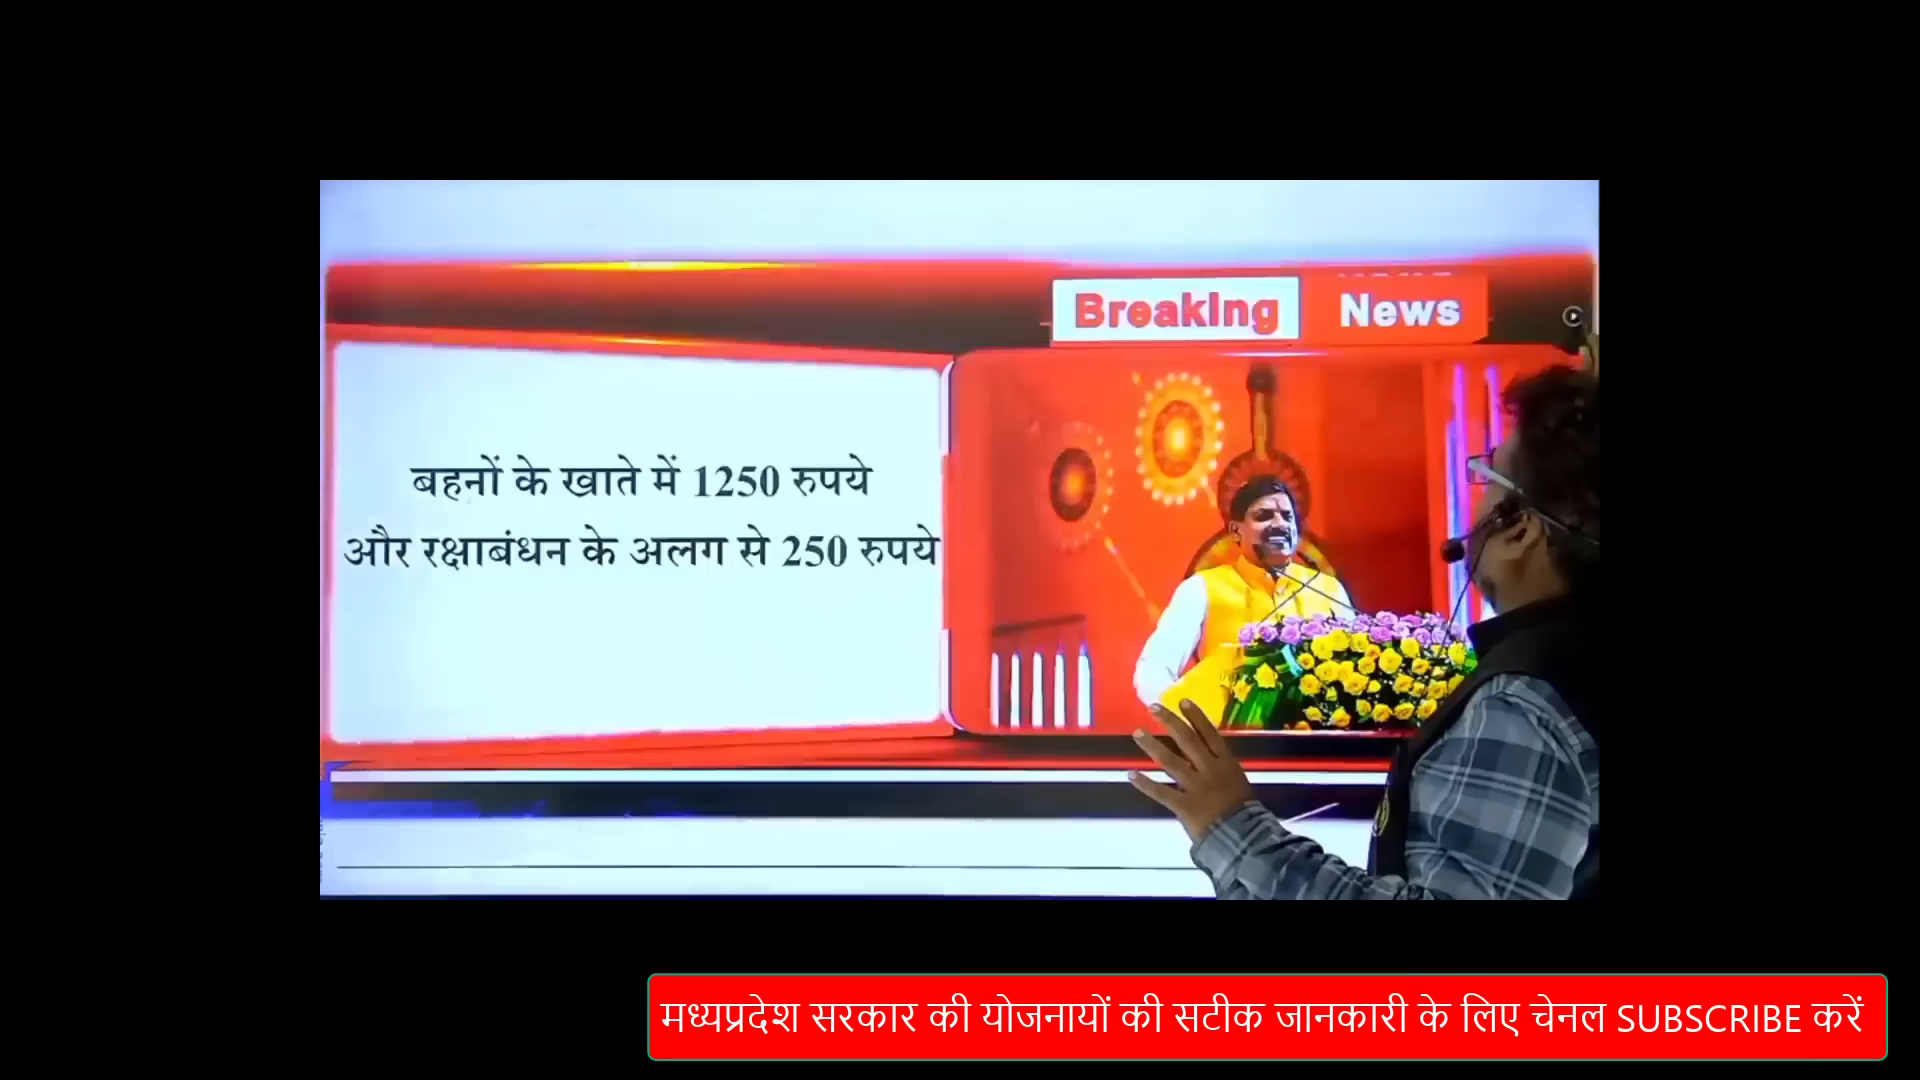 Breaking News
बहनों के खाते में 1250 रुपये
और रक्षाबंधन के अलग से 250 रुपये
मध्यप्रदेश सरकार की योजनायों की सटीक जानकारी के लिए चेनल SUBSCRIBE करें